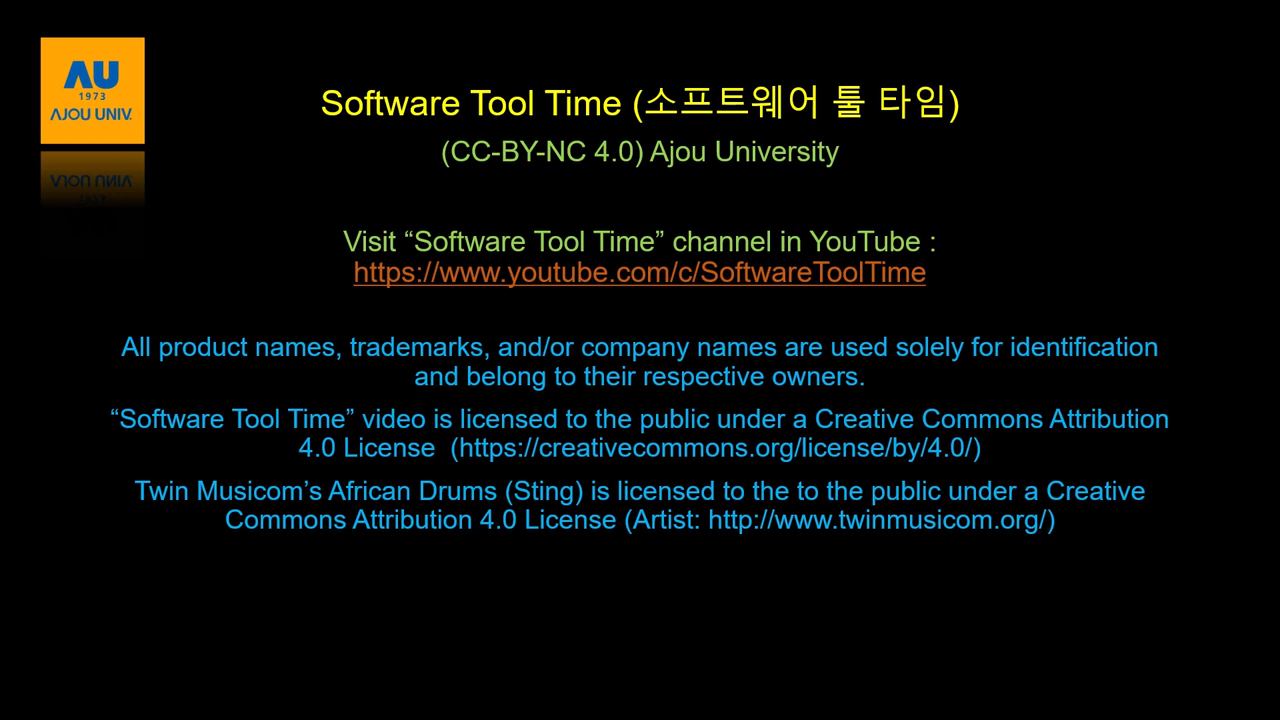 AU
1973
AJOU UNIV.
Software Tool Time (소프트웨어 툴 타임)
(CC-BY-NC 4.0) Ajou University
Visit “Software Tool Time” channel in YouTube :
https://www.youtube.com/c/SoftwareToolTime
All product names, trademarks, and/or company names are used solely for identification
and belong to their respective owners.
“Software Tool Time” video is licensed to the public under a Creative Commons Attribution
4.0 License  (https://creativecommons.org/license/by/4.0/)
Twin Musicom’s African Drums (Sting) is licensed to the to the public under a Creative
Commons Attribution 4.0 License (Artist: http://www.twinmusicom.org/)